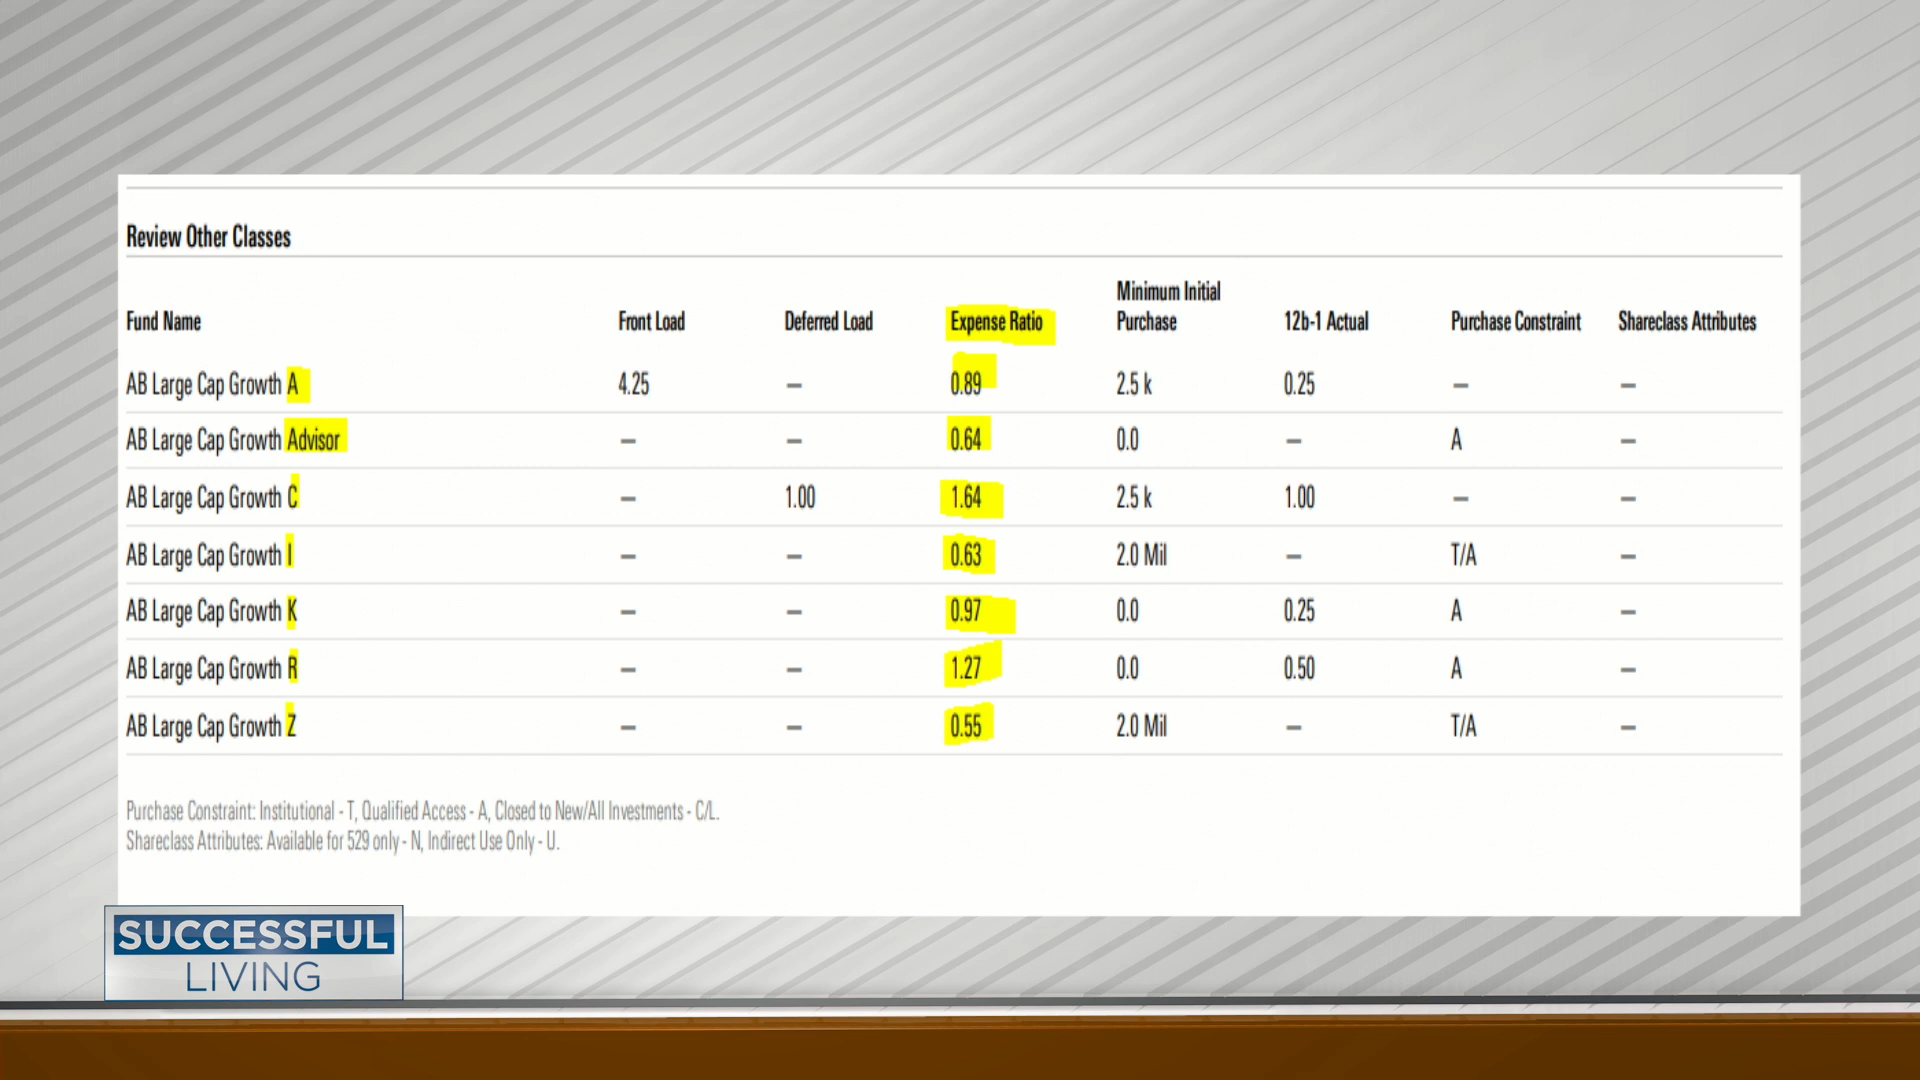 Review Other Classes
Minimum Initial
Fund Name Front Load Deferred Load Expense Ratio Purchase 12b-1 Actual Purchase Constraint Shareclass Attributes
AB Large Cap Growth A 4.25 — 0.89 2.5 k 0.25 — —
AB Large Cap Growth Advisor — — 0.64 0.0 — A —
AB Large Cap Growth C — 1.00 1.64 2.5 k 1.00 — —
AB Large Cap Growth I — — 0.63 2.0 Mil — T/A —
AB Large Cap Growth K — — 0.97 0.0 0.25 A —
AB Large Cap Growth R — — 1.27 0.0 0.50 A —
AB Large Cap Growth Z — — 0.55 2.0 Mil — T/A —
Purchase Constraint: Institutional - T, Qualified Access - A, Closed to New/All Investments - C/L.
Shareclass Attributes: Available for 529 only - N, Indirect Use Only - U.
SUCCESSFUL
LIVING